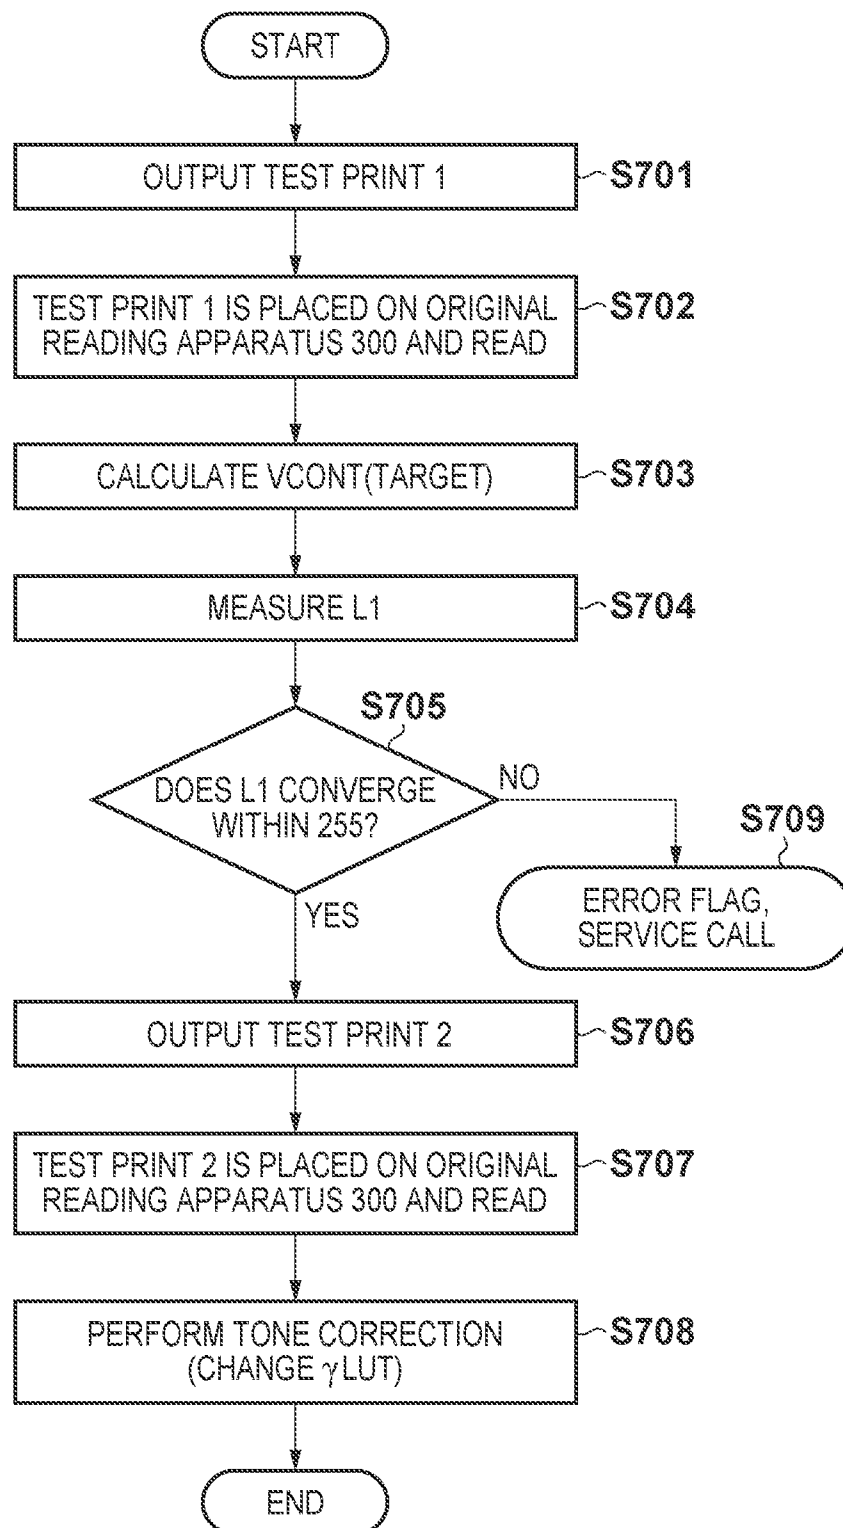 START
OUTPUT TEST PRINT 1
S701
TEST PRINT 1 IS PLACED ON ORIGINAL
READING APPARATUS 300 AND READ
S702
CALCULATE VCONT(TARGET)
S703
MEASURE L1
S704
S705
DOES L1 CONVERGE
WITHIN 255?
NO
YES
S709
ERROR FLAG,
SERVICE CALL
OUTPUT TEST PRINT 2
S706
TEST PRINT 2 IS PLACED ON ORIGINAL
READING APPARATUS 300 AND READ
S707
PERFORM TONE CORRECTION
(CHANGE γ LUT)
S708
END